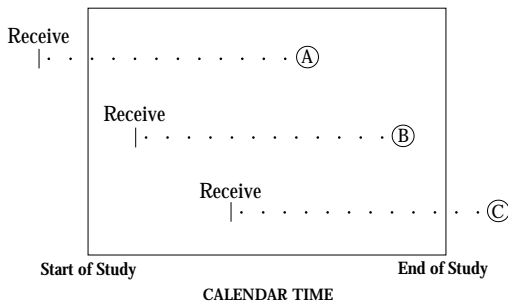 Receive
A
Receive
B
Receive
C
Start of Study
End of Study
CALENDAR TIME